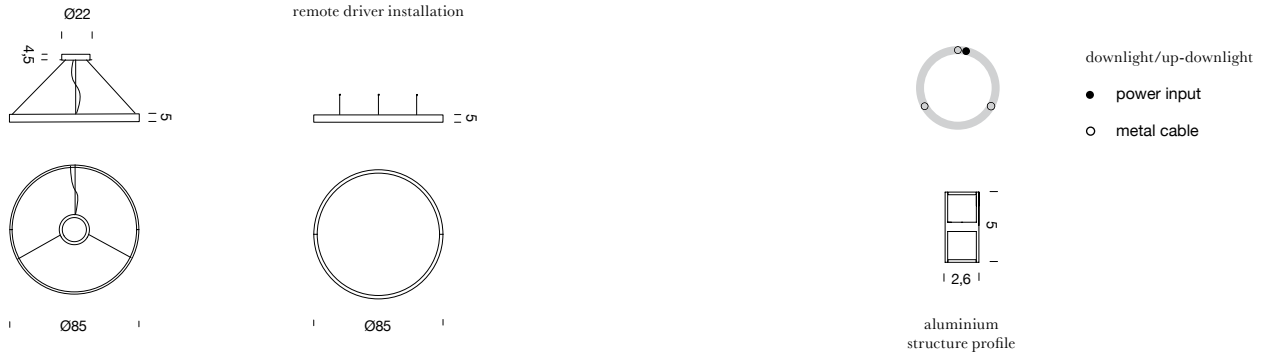 Ø22
4,5
5
Ø85
remote driver installation
5
Ø85
downlight/up-downlight
power input
metal cable
5
2,6
aluminium
structure profile